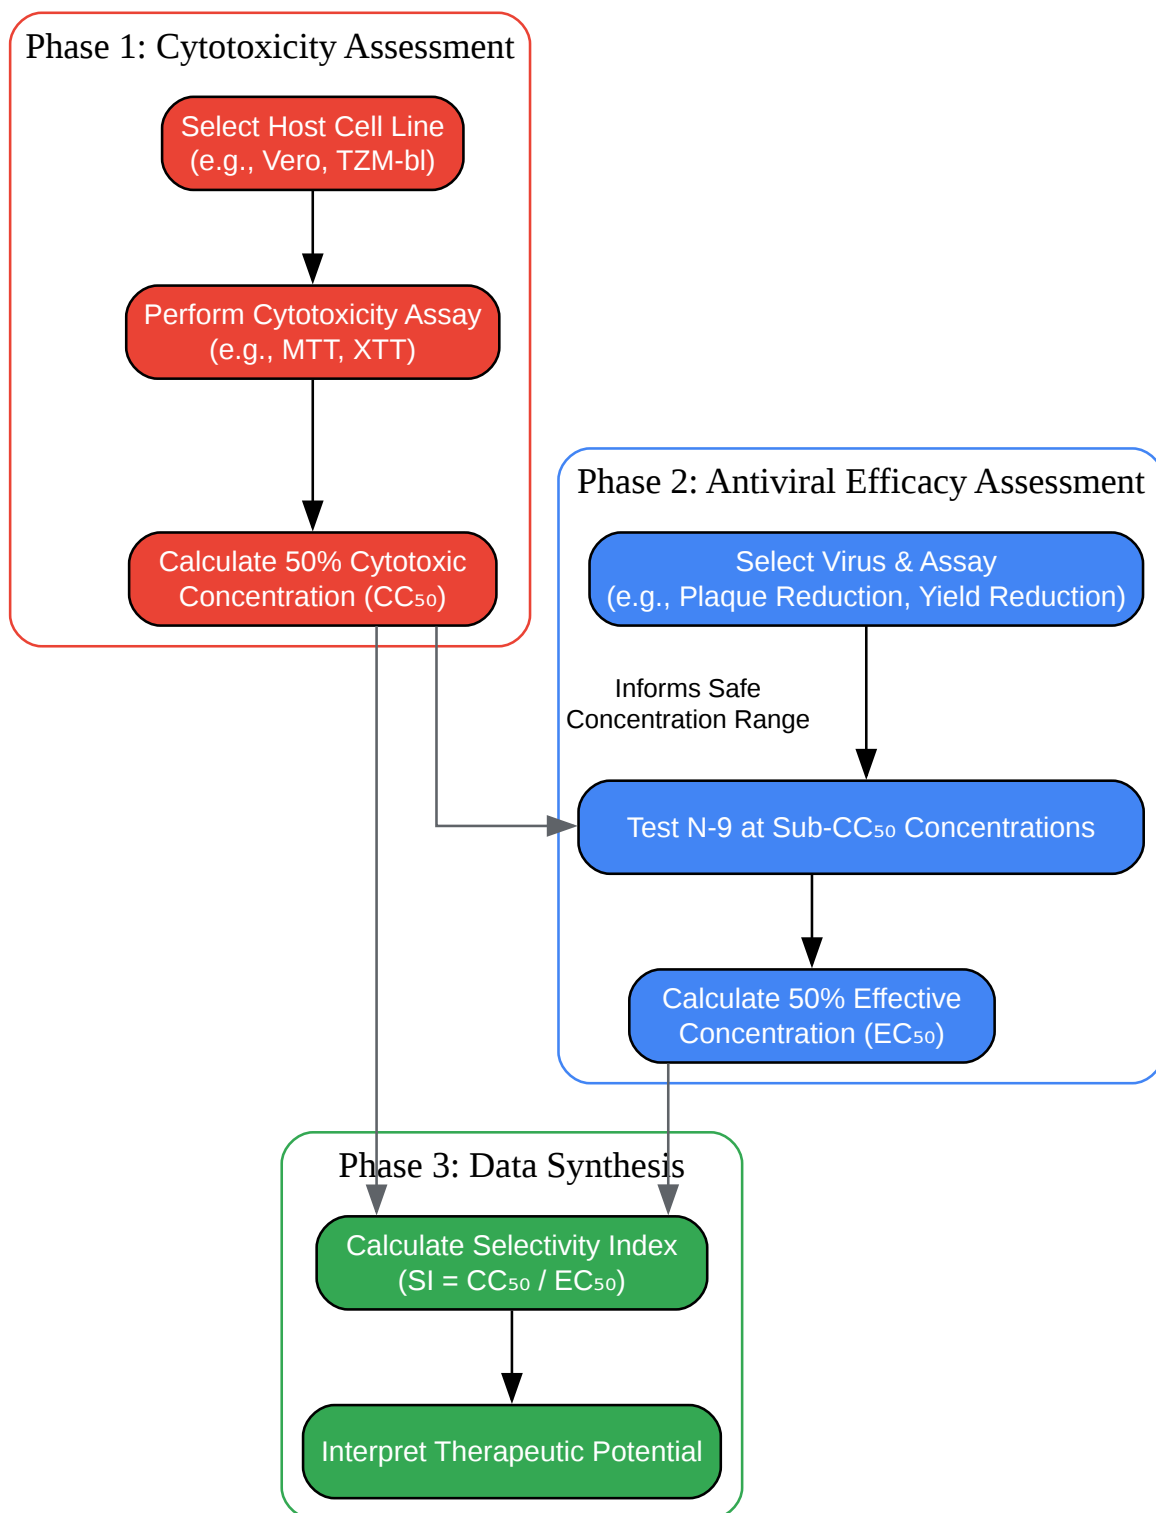 Phase 1: Cytotoxicity Assessment
Select Host Cell Line
(e.g., Vero, TZM-bl)
Perform Cytotoxicity Assay
(e.g., MTT, XTT)
Calculate 50% Cytotoxic
Concentration (CC₅₀)
Phase 2: Antiviral Efficacy Assessment
Select Virus & Assay
(e.g., Plaque Reduction, Yield Reduction)
Informs Safe
Concentration Range
Test N-9 at Sub-CC₅₀ Concentrations
Calculate 50% Effective
Concentration (EC₅₀)
Phase 3: Data Synthesis
Calculate Selectivity Index
(SI = CC₅₀ / EC₅₀)
Interpret Therapeutic Potential